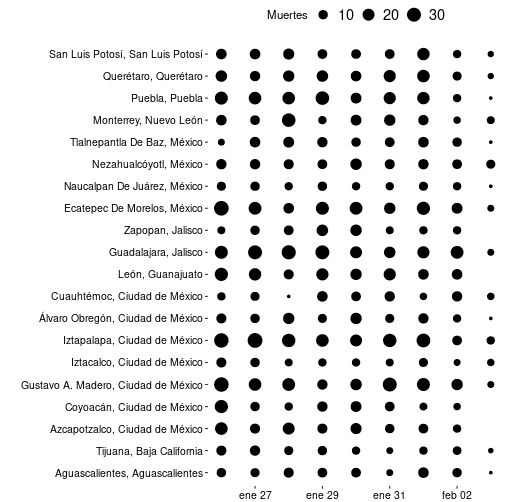 Muertes 10 20 30
San Luis Potosí, San Luis Potosí
Querétaro, Querétaro
Puebla, Puebla
Monterrey, Nuevo León
Tlalnepantla De Baz, México
Nezahualcóyotl, México
Naucalpan De Juárez, México
Ecatepec De Morelos, México
Zapopan, Jalisco
Guadalajara, Jalisco
León, Guanajuato
Cuauhtémoc, Ciudad de México
Álvaro Obregón, Ciudad de México
Iztapalapa, Ciudad de México
Iztacalco, Ciudad de México
Gustavo A. Madero, Ciudad de México
Coyoacán, Ciudad de México
Azcapotzalco, Ciudad de México
Tijuana, Baja California
Aguascalientes, Aguascalientes
ene 27 ene 29 ene 31 feb 02